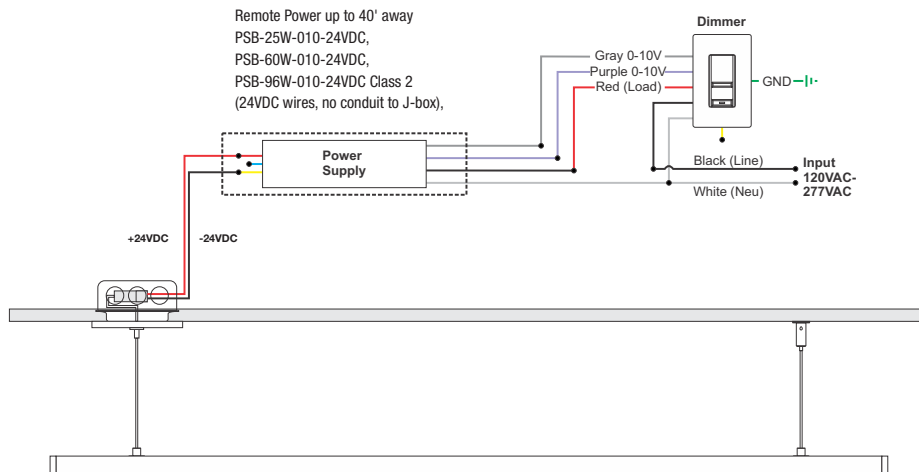 Remote Power up to 40' away
PSB-25W-010-24VDC,
PSB-60W-010-24VDC,
PSB-96W-010-24VDC Class 2
(24VDC wires, no conduit to J-box),
Dimmer
Gray 0-10V
Purple 0-10V
Red (Load)
GND
Power
Supply
Black (Line)
White (Neu)
Input
120VAC-
277VAC
+24VDC
-24VDC